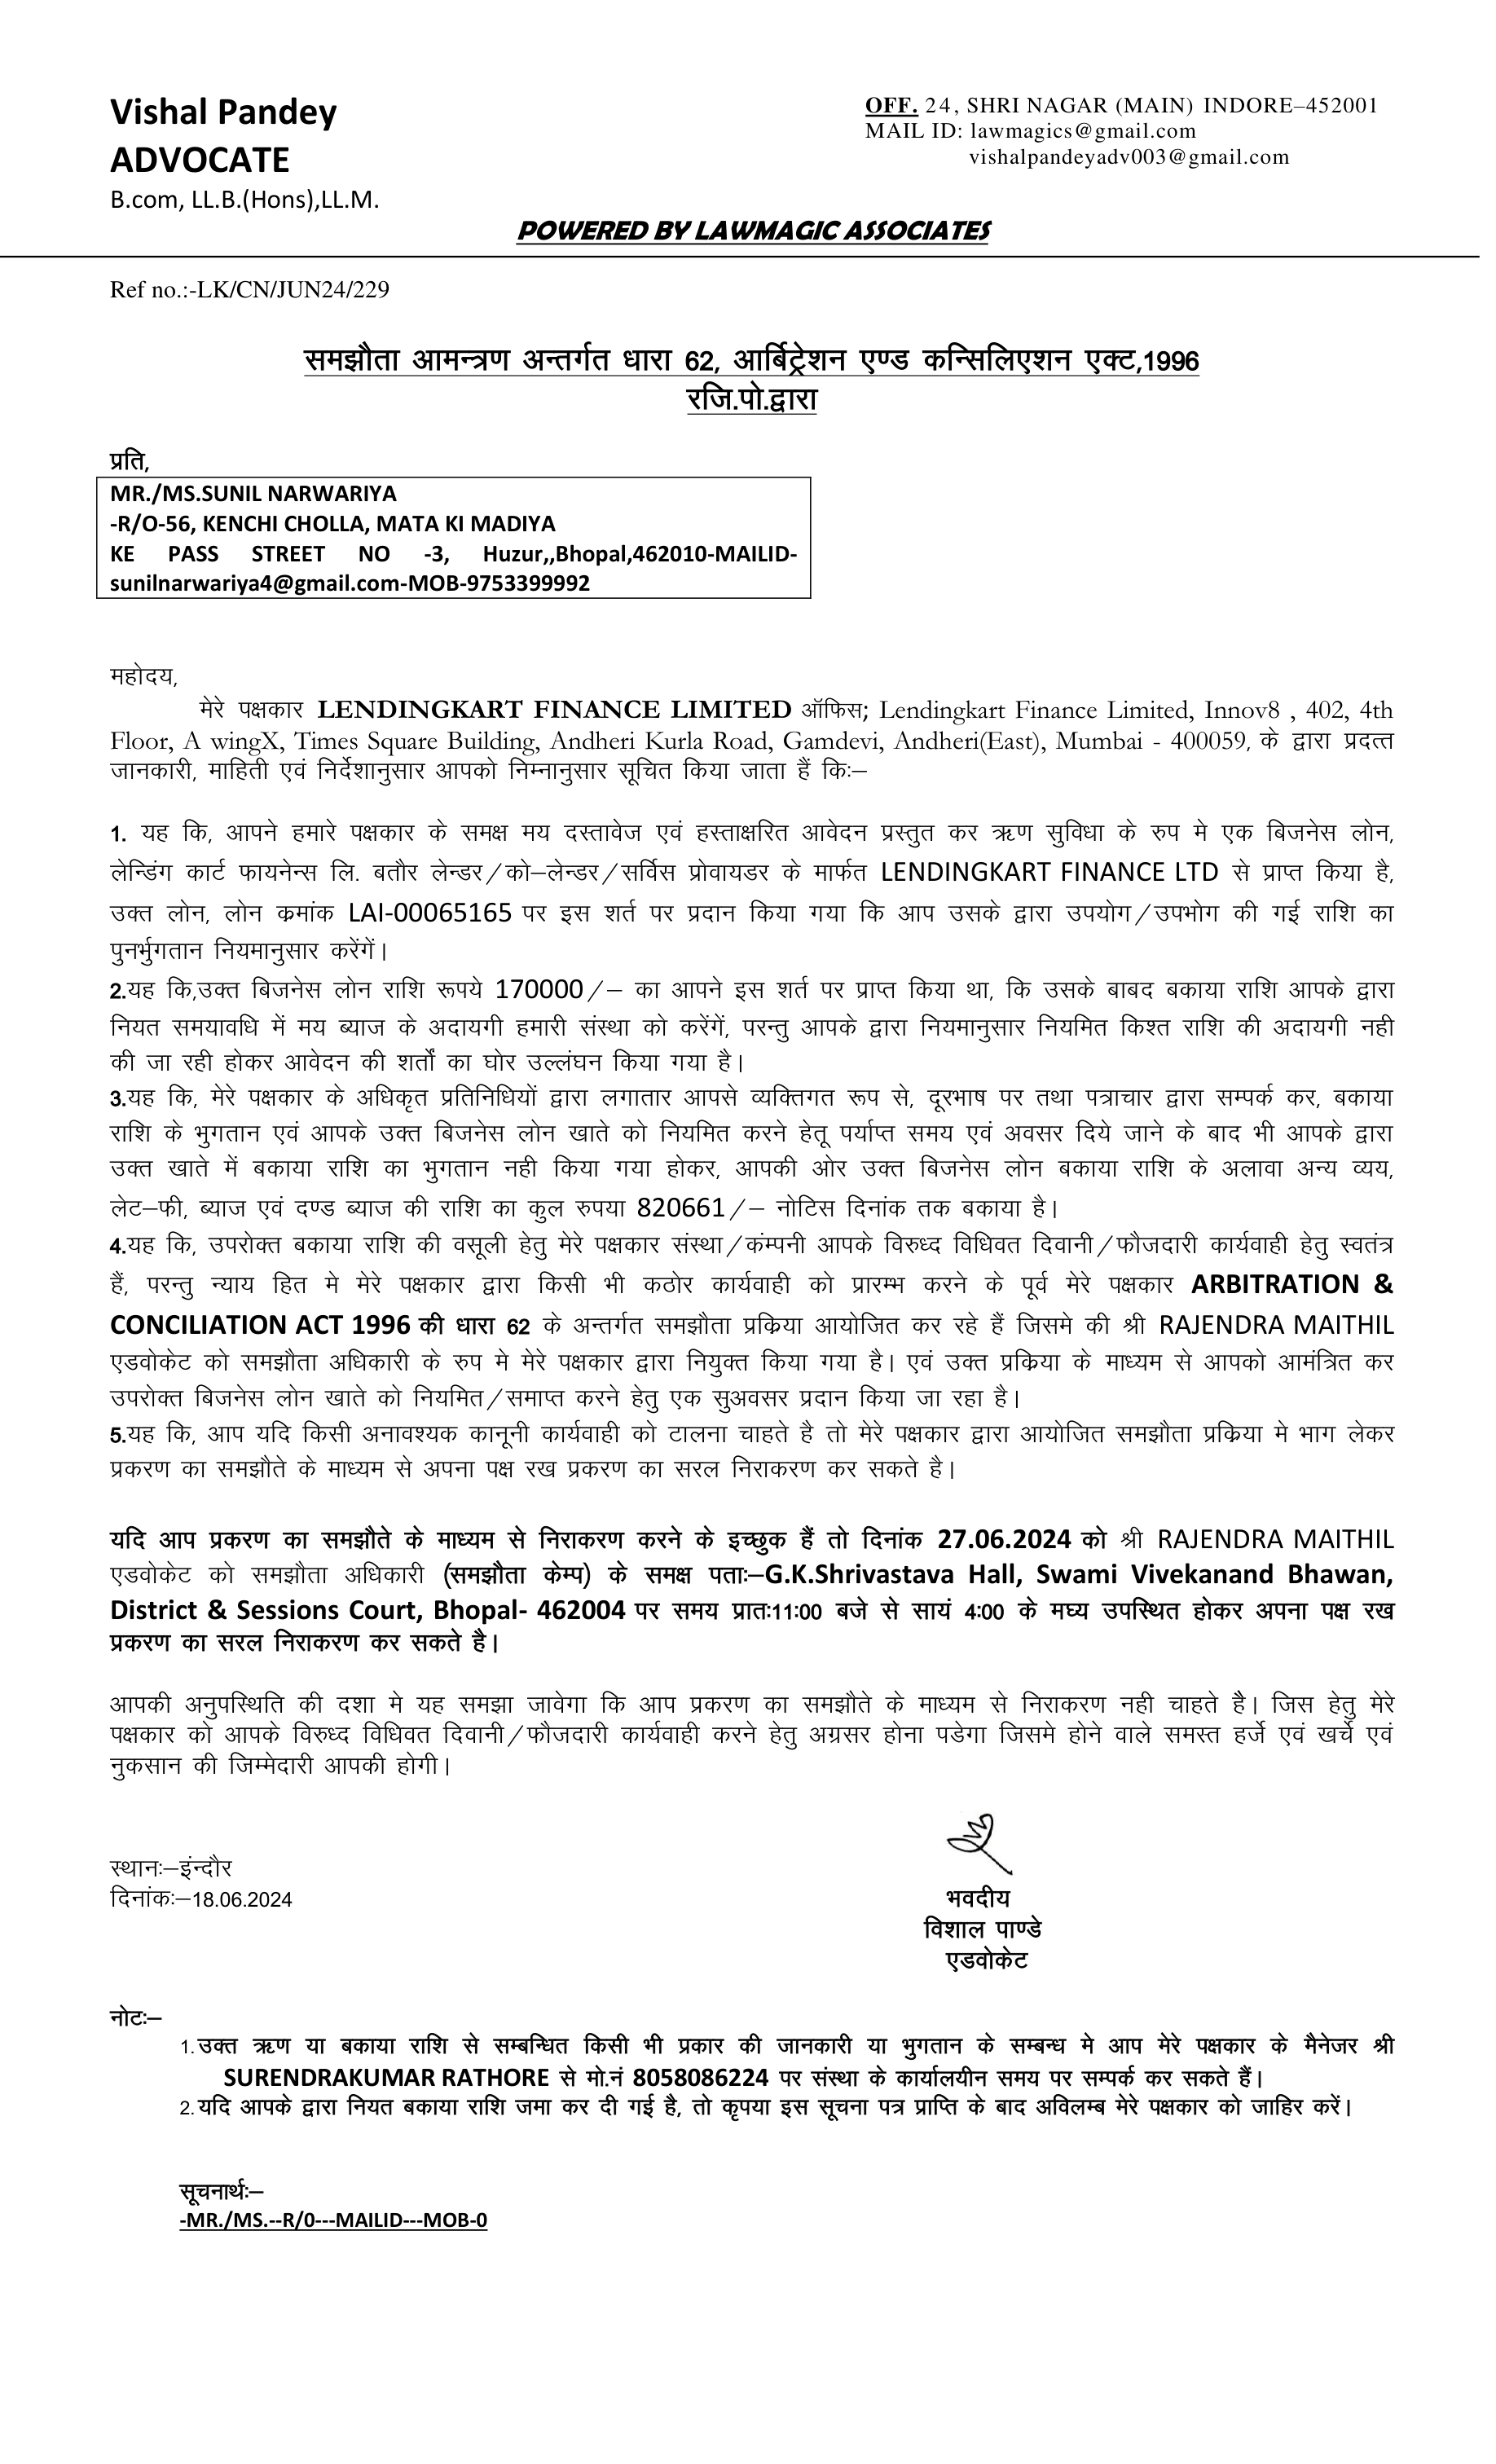 Vishal Pandey
ADVOCATE
B.com, LL.B.(Hons),LL.M.
OFF. 24, SHRI NAGAR (MAIN) INDORE–452001
MAIL ID: lawmagics@gmail.com
vishalpandeyadv003@gmail.com
POWERED BY LAWMAGIC ASSOCIATES
Ref no.:-LK/CN/JUN24/229
समझौता आमन्त्रण अन्तर्गत धारा 62, आर्बिट्रेशन एण्ड कन्सिलिएशन एक्ट,1996
रजि.पो.द्वारा
प्रति,
MR./MS.SUNIL NARWARIYA
-R/O-56, KENCHI CHOLLA, MATA KI MADIYA
KE PASS STREET NO -3, Huzur,,Bhopal,462010-MAILID-
sunilnarwariya4@gmail.com-MOB-9753399992
महोदय,
मेरे पक्षकार LENDINGKART FINANCE LIMITED ऑफिस; Lendingkart Finance Limited, Innov8 , 402, 4th
Floor, A wingX, Times Square Building, Andheri Kurla Road, Gamdevi, Andheri(East), Mumbai - 400059, के द्वारा प्रदत्त
जानकारी, माहिती एवं निर्देशानुसार आपको निम्नानुसार सूचित किया जाता हैं कि:–
1. यह कि, आपने हमारे पक्षकार के समक्ष मय दस्तावेज एवं हस्ताक्षरित आवेदन प्रस्तुत कर ऋण सुविधा के रुप मे एक बिजनेस लोन,
लेन्डिंग कार्ट फायनेन्स लि. बतौर लेन्डर/को–लेन्डर/सर्विस प्रोवायडर के मार्फत LENDINGKART FINANCE LTD से प्राप्त किया है,
उक्त लोन, लोन क्रमांक LAI-00065165 पर इस शर्त पर प्रदान किया गया कि आप उसके द्वारा उपयोग/उपभोग की गई राशि का
पुनर्भुगतान नियमानुसार करेंगें।
2.यह कि,उक्त बिजनेस लोन राशि रूपये 170000/– का आपने इस शर्त पर प्राप्त किया था, कि उसके बाबद बकाया राशि आपके द्वारा
नियत समयावधि में मय ब्याज के अदायगी हमारी संस्था को करेंगें, परन्तु आपके द्वारा नियमानुसार नियमित किश्त राशि की अदायगी नही
की जा रही होकर आवेदन की शर्तों का घोर उल्लंघन किया गया है।
3.यह कि, मेरे पक्षकार के अधिकृत प्रतिनिधियों द्वारा लगातार आपसे व्यक्तिगत रूप से, दूरभाष पर तथा पत्राचार द्वारा सम्पर्क कर, बकाया
राशि के भुगतान एवं आपके उक्त बिजनेस लोन खाते को नियमित करने हेतू पर्याप्त समय एवं अवसर दिये जाने के बाद भी आपके द्वारा
उक्त खाते में बकाया राशि का भुगतान नही किया गया होकर, आपकी ओर उक्त बिजनेस लोन बकाया राशि के अलावा अन्य व्यय,
लेट–फी, ब्याज एवं दण्ड ब्याज की राशि का कुल रुपया 820661/– नोटिस दिनांक तक बकाया है।
4.यह कि, उपरोक्त बकाया राशि की वसूली हेतु मेरे पक्षकार संस्था/कंम्पनी आपके विरुध्द विधिवत दिवानी/फौजदारी कार्यवाही हेतु स्वतंत्र
हैं, परन्तु न्याय हित मे मेरे पक्षकार द्वारा किसी भी कठोर कार्यवाही को प्रारम्भ करने के पूर्व मेरे पक्षकार ARBITRATION &
CONCILIATION ACT 1996 की धारा 62 के अन्तर्गत समझौता प्रक्रिया आयोजित कर रहे हैं जिसमे की श्री RAJENDRA MAITHIL
एडवोकेट को समझौता अधिकारी के रुप मे मेरे पक्षकार द्वारा नियुक्त किया गया है। एवं उक्त प्रक्रिया के माध्यम से आपको आमंत्रित कर
उपरोक्त बिजनेस लोन खाते को नियमित/समाप्त करने हेतु एक सुअवसर प्रदान किया जा रहा है।
5.यह कि, आप यदि किसी अनावश्यक कानूनी कार्यवाही को टालना चाहते है तो मेरे पक्षकार द्वारा आयोजित समझौता प्रक्रिया मे भाग लेकर
प्रकरण का समझौते के माध्यम से अपना पक्ष रख प्रकरण का सरल निराकरण कर सकते है।
यदि आप प्रकरण का समझौते के माध्यम से निराकरण करने के इच्छुक हैं तो दिनांक 27.06.2024 को श्री RAJENDRA MAITHIL
एडवोकेट को समझौता अधिकारी (समझौता केम्प) के समक्ष पता:–G.K.Shrivastava Hall, Swami Vivekanand Bhawan,
District & Sessions Court, Bhopal- 462004 पर समय प्रातः11:00 बजे से सायं 4:00 के मघ्य उपस्थित होकर अपना पक्ष रख
प्रकरण का सरल निराकरण कर सकते है।
आपकी अनुपस्थिति की दशा मे यह समझा जावेगा कि आप प्रकरण का समझौते के माध्यम से निराकरण नही चाहते है। जिस हेतु मेरे
पक्षकार को आपके विरुध्द विधिवत दिवानी/फौजदारी कार्यवाही करने हेतु अग्रसर होना पडेगा जिसमे होने वाले समस्त हर्जे एवं खर्चे एवं
नुकसान की जिम्मेदारी आपकी होगी।
स्थान:–इंन्दौर
दिनांक:–18.06.2024
भवदीय
विशाल पाण्डे
एडवोकेट
नोट:–
1.उक्त ऋण या बकाया राशि से सम्बन्धित किसी भी प्रकार की जानकारी या भुगतान के सम्बन्ध मे आप मेरे पक्षकार के मैनेजर श्री
SURENDRAKUMAR RATHORE से मो.नं 8058086224 पर संस्था के कार्यालयीन समय पर सम्पर्क कर सकते हैं।
2.यदि आपके द्वारा नियत बकाया राशि जमा कर दी गई है, तो कृपया इस सूचना पत्र प्राप्ति के बाद अविलम्ब मेरे पक्षकार को जाहिर करें।
सूचनार्थ:–
-MR./MS.--R/0---MAILID---MOB-0